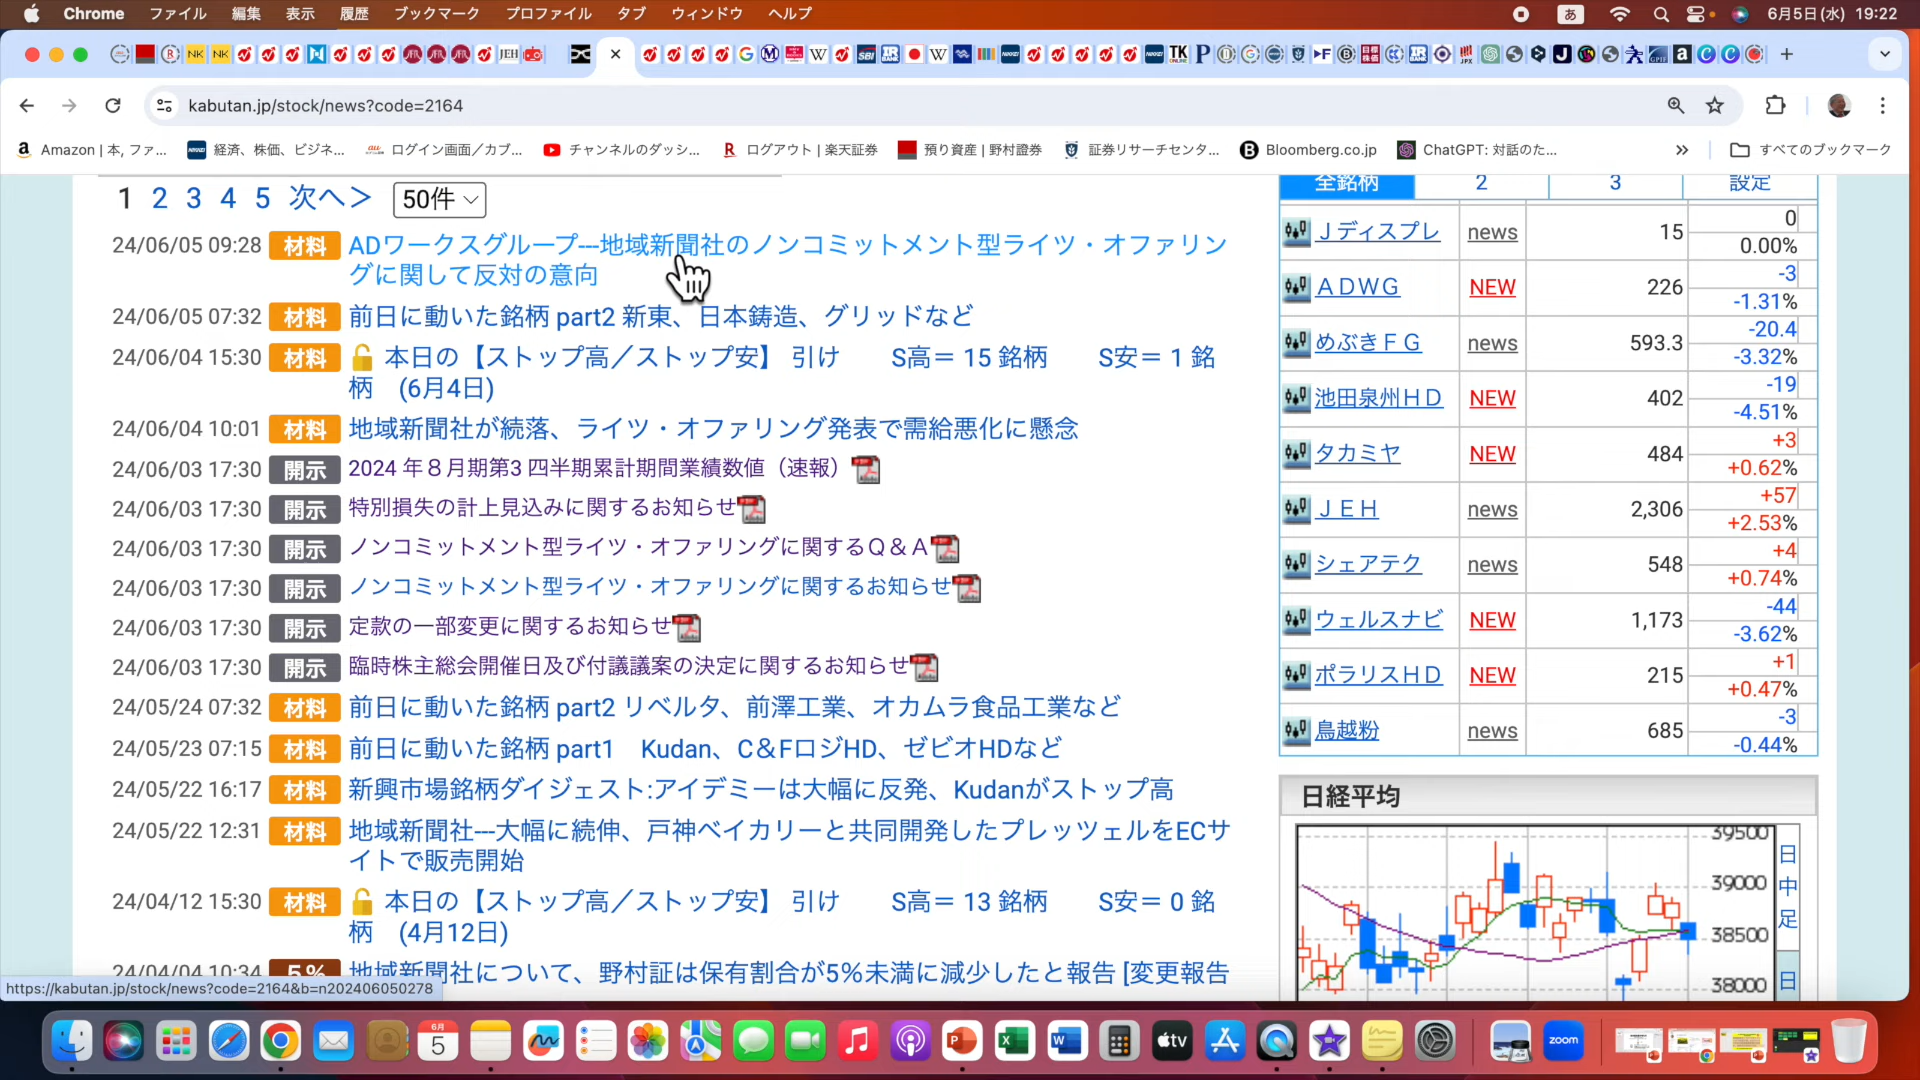 Chrome ファイル 編集 表示 履歴 ブックマーク プロファイル タブ ウィンドウ ヘルプ あ 6月5日(水) 19:22
kabutan.jp/stock/news?code=2164
Amazon | 本, ファ... 経済、株価、ビジネ... ログイン画面／カブ... チャンネルのダッシ... ログアウト | 楽天証券 預り資産 | 野村證券 証券リサーチセンタ... Bloomberg.co.jp ChatGPT: 対話のた... » すべてのブックマーク
1 2 3 4 5 次へ＞ 50件
24/06/05 09:28 材料 ADワークスグループ---地域新聞社のノンコミットメント型ライツ・オファリン
グに関して反対の意向
24/06/05 07:32 材料 前日に動いた銘柄 part2 新東、日本鋳造、グリッドなど
24/06/04 15:30 材料 本日の【ストップ高／ストップ安】 引け S高＝ 15 銘柄 S安＝ 1 銘
柄 (6月4日)
24/06/04 10:01 材料 地域新聞社が続落、ライツ・オファリング発表で需給悪化に懸念
24/06/03 17:30 開示 2024 年８月期第3 四半期累計期間業績数値（速報）
24/06/03 17:30 開示 特別損失の計上見込みに関するお知らせ
24/06/03 17:30 開示 ノンコミットメント型ライツ・オファリングに関するＱ＆Ａ
24/06/03 17:30 開示 ノンコミットメント型ライツ・オファリングに関するお知らせ
24/06/03 17:30 開示 定款の一部変更に関するお知らせ
24/06/03 17:30 開示 臨時株主総会開催日及び付議議案の決定に関するお知らせ
24/05/24 07:32 材料 前日に動いた銘柄 part2 リベルタ、前澤工業、オカムラ食品工業など
24/05/23 07:15 材料 前日に動いた銘柄 part1 Kudan、C＆FロジHD、ゼビオHDなど
24/05/22 16:17 材料 新興市場銘柄ダイジェスト:アイデミーは大幅に反発、Kudanがストップ高
24/05/22 12:31 材料 地域新聞社---大幅に続伸、戸神ベイカリーと共同開発したプレッツェルをECサ
イトで販売開始
24/04/12 15:30 材料 本日の【ストップ高／ストップ安】 引け S高＝ 13 銘柄 S安＝ 0 銘
柄 (4月12日)
24/04/04 10:34 5% 地域新聞社について、野村証は保有割合が5％未満に減少したと報告 [変更報告
https://kabutan.jp/stock/news?code=2164&b=n202406050278
全銘柄 2 3 設定
Ｊディスプレ news 15 0 0.00%
ＡＤＷＧ NEW 226 -3 -1.31%
めぶきＦＧ news 593.3 -20.4 -3.32%
池田泉州ＨＤ NEW 402 -19 -4.51%
タカミヤ NEW 484 +3 +0.62%
ＪＥＨ news 2,306 +57 +2.53%
シェアテク news 548 +4 +0.74%
ウェルスナビ NEW 1,173 -44 -3.62%
ポラリスＨＤ NEW 215 +1 +0.47%
鳥越粉 news 685 -3 -0.44%
日経平均
39500
39000
38500
38000
日
中
足
日
6月
5
tv
zoom